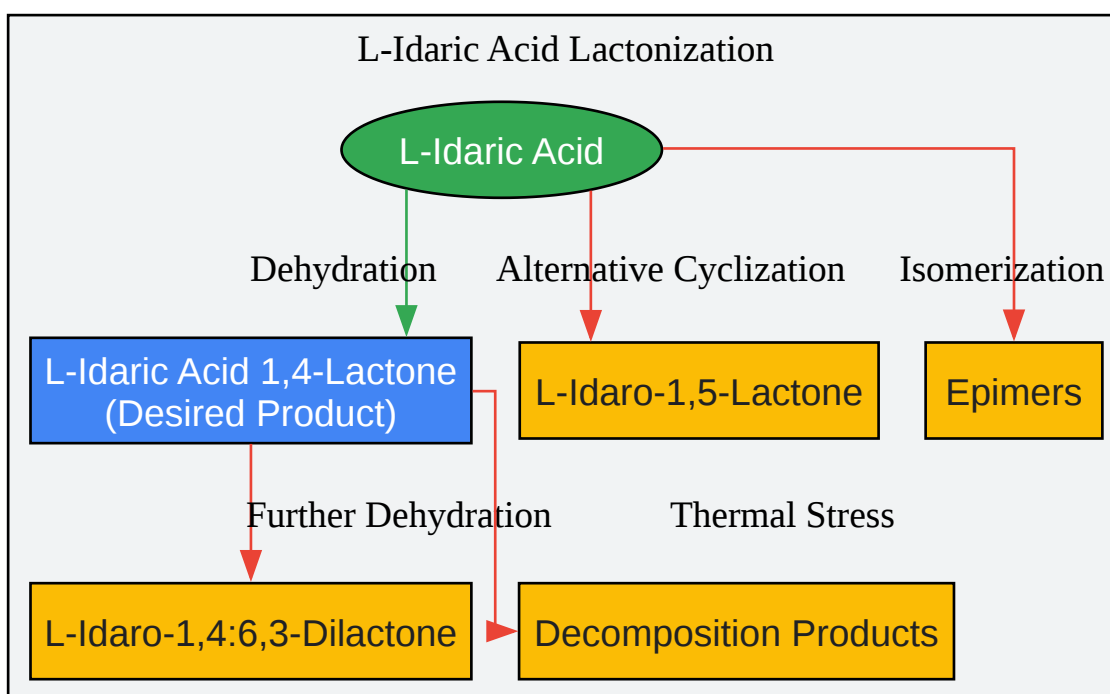 L-Idaric Acid Lactonization
L-Idaric Acid
Dehydration
Alternative Cyclization
Isomerization
L-Idaric Acid 1,4-Lactone
(Desired Product)
L-Idaro-1,5-Lactone
Epimers
Further Dehydration
Thermal Stress
L-Idaro-1,4:6,3-Dilactone
Decomposition Products